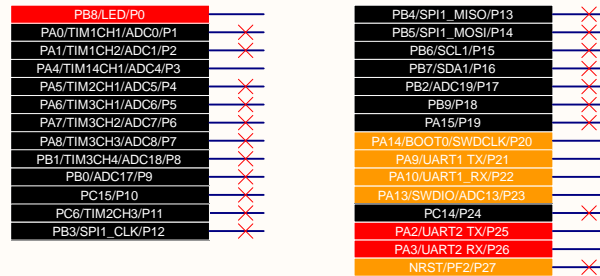 PB8/LED/P0
PA0/TIM1CH1/ADC0/P1
PA1/TIM1CH2/ADC1/P2
PA4/TIM14CH1/ADC4/P3
PA5/TIM2CH1/ADC5/P4
PA6/TIM3CH1/ADC6/P5
PA7/TIM3CH2/ADC7/P6
PA8/TIM3CH3/ADC8/P7
PB1/TIM3CH4/ADC18/P8
PB0/ADC17/P9
PC15/P10
PC6/TIM2CH3/P11
PB3/SPI1_CLK/P12
PB4/SPI1_MISO/P13
PB5/SPI1_MOSI/P14
PB6/SCL1/P15
PB7/SDA1/P16
PB2/ADC19/P17
PB9/P18
PA15/P19
PA14/BOOT0/SWDCLK/P20
PA9/UART1 TX/P21
PA10/UART1_RX/P22
PA13/SWDIO/ADC13/P23
PC14/P24
PA2/UART2 TX/P25
PA3/UART2 RX/P26
NRST/PF2/P27